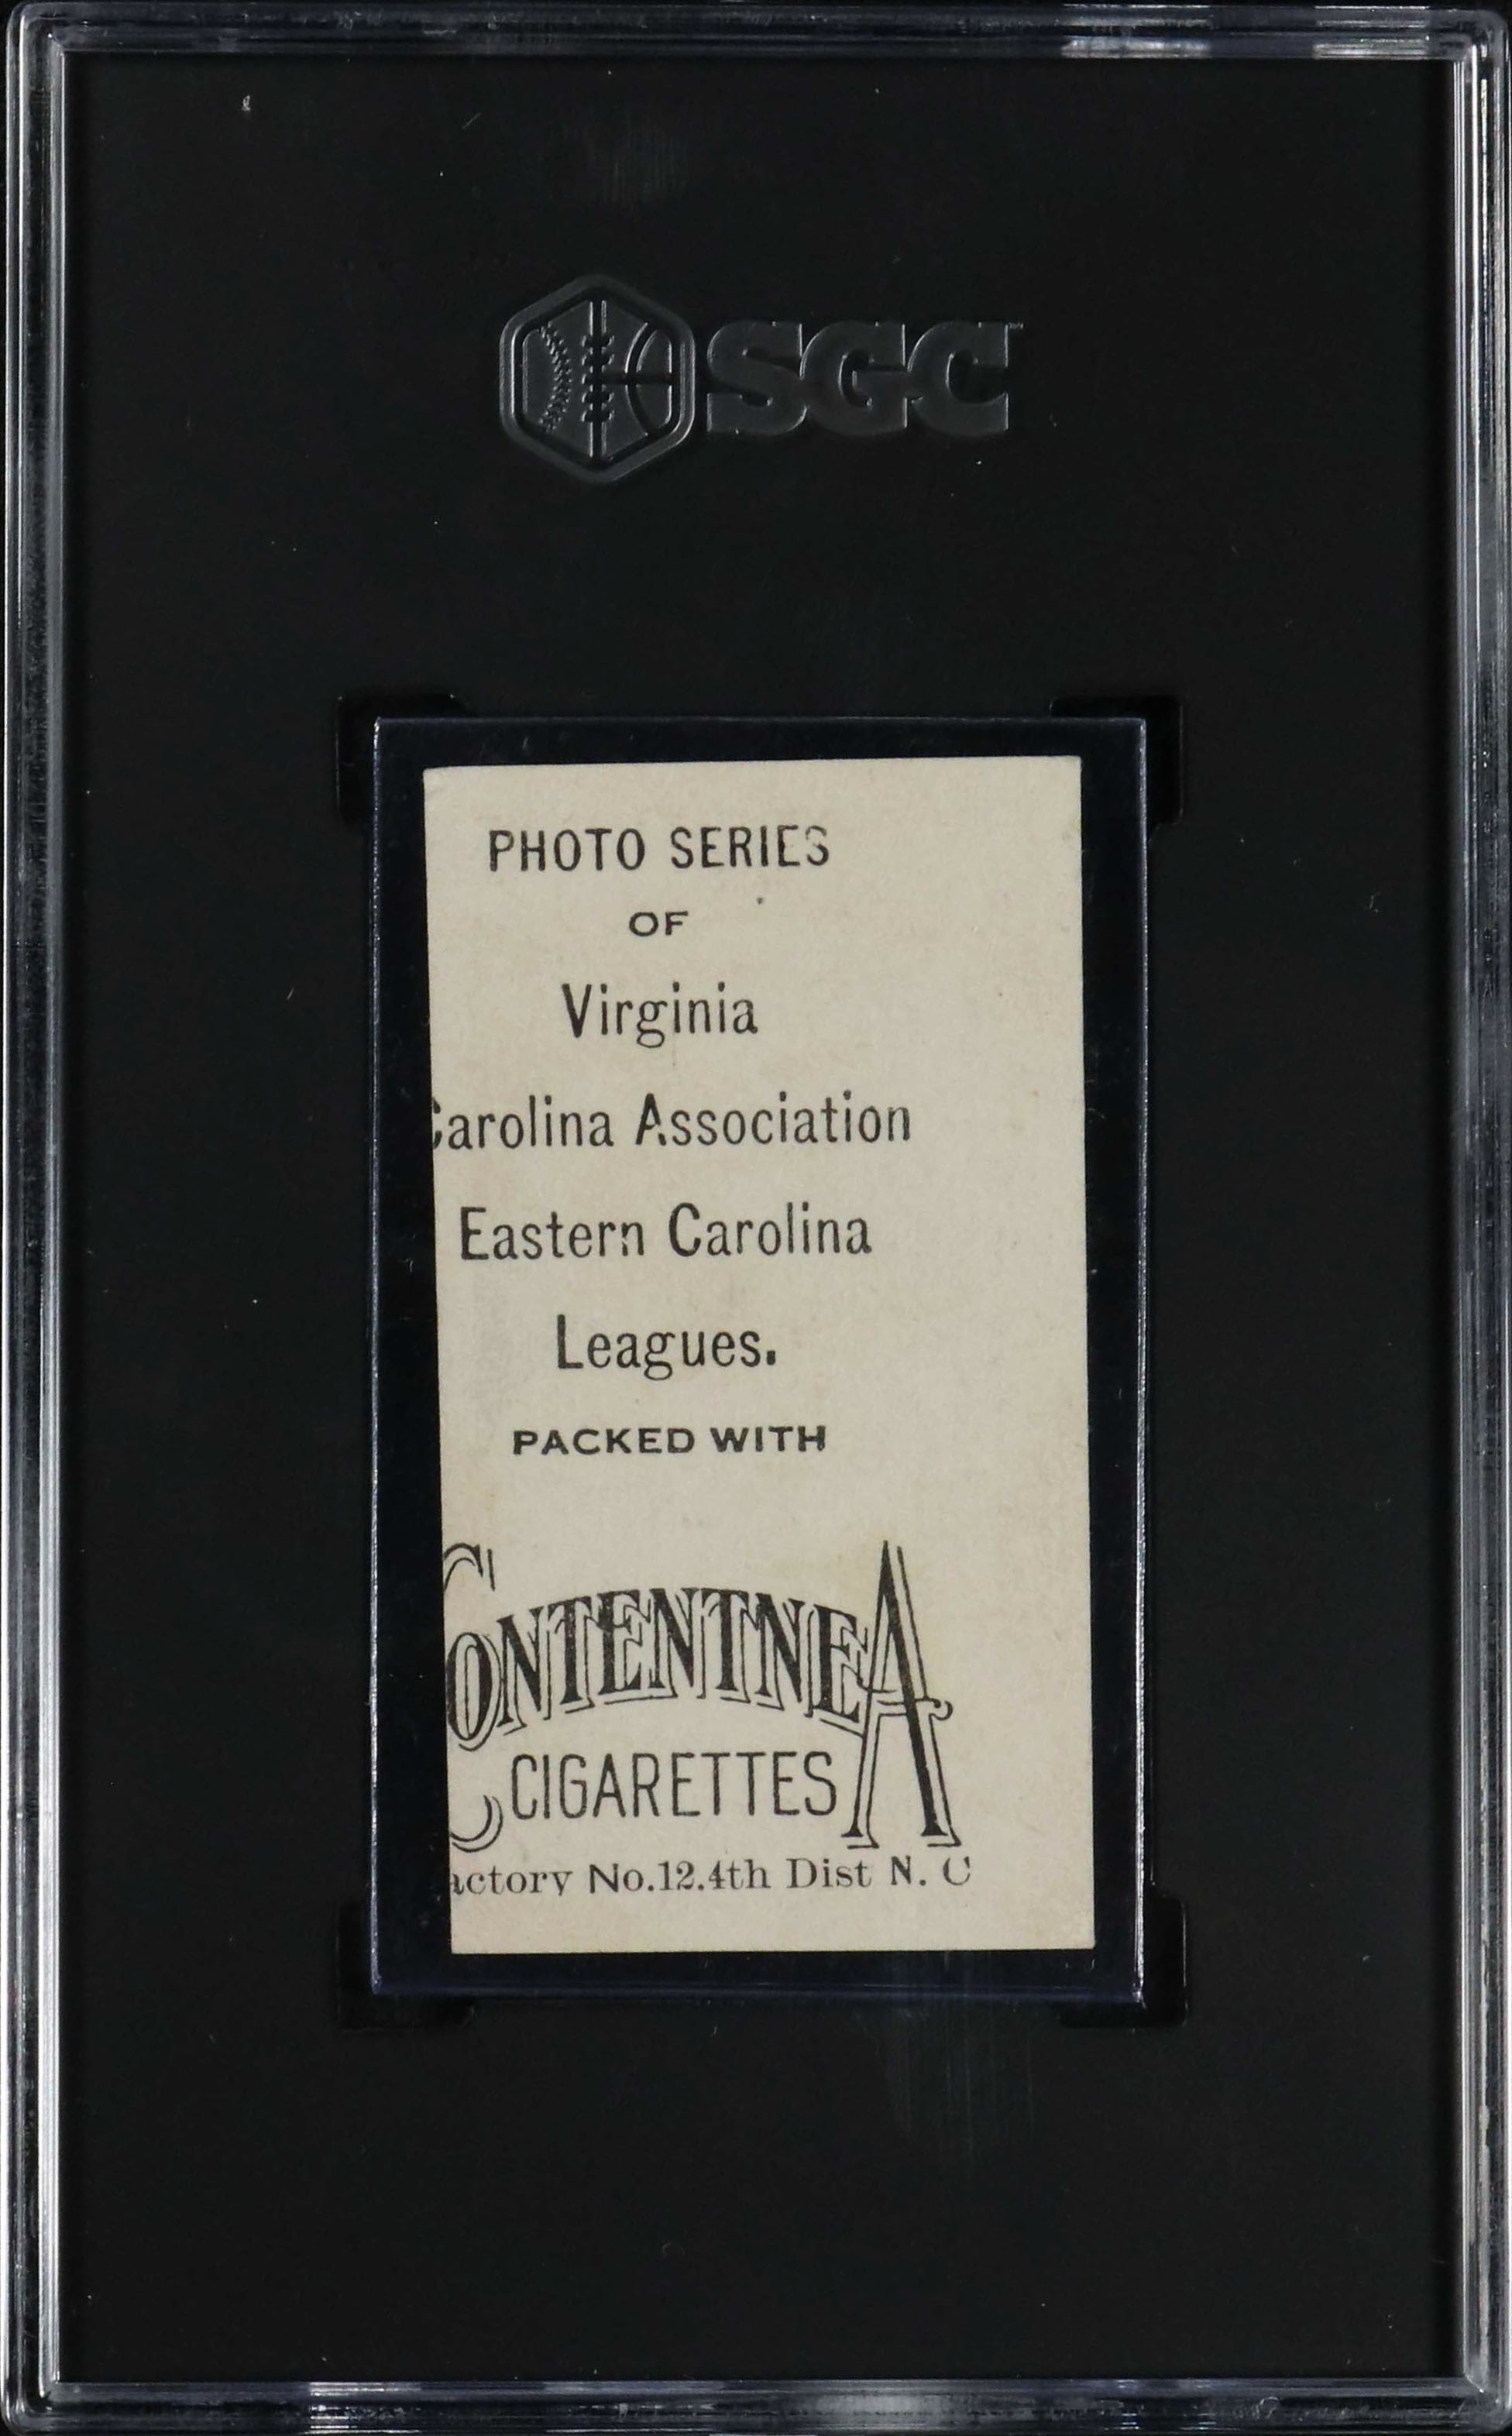 SGC
PHOTO SERIES
OF
Virginia
Carolina Association
Eastern Carolina
Leagues.
PACKED WITH
CONTENTNEA
CIGARETTES
actory No.12.4th Dist N. C